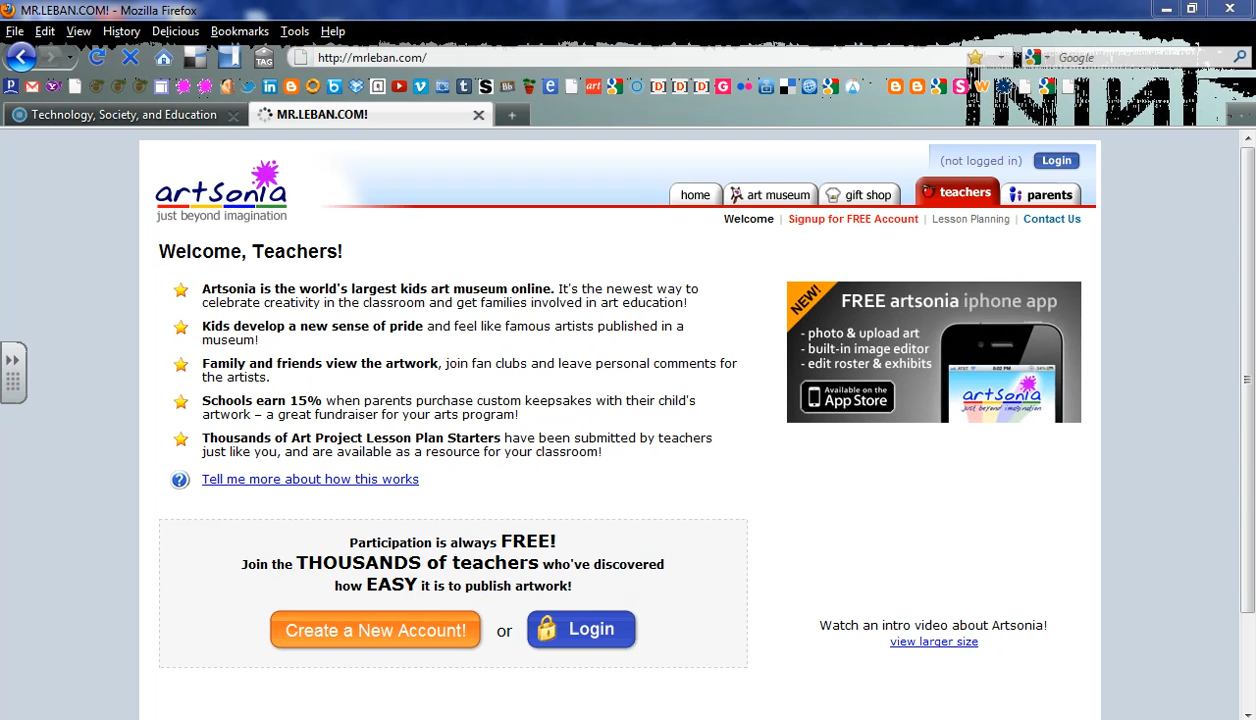 MR.LEBAN.COM! - Mozilla Firefox
File Edit View History Delicious Bookmarks Tools Help
TAG http://mrleban.com/ Google
Technology, Society, and Education MR.LEBAN.COM!
(not logged in) Login
artsonia
just beyond imagination
home art museum gift shop teachers parents
Welcome | Signup for FREE Account | Lesson Planning | Contact Us
Welcome, Teachers!
Artsonia is the world's largest kids art museum online. It's the newest way to
celebrate creativity in the classroom and get families involved in art education!
Kids develop a new sense of pride and feel like famous artists published in a
museum!
Family and friends view the artwork, join fan clubs and leave personal comments for
the artists.
Schools earn 15% when parents purchase custom keepsakes with their child's
artwork – a great fundraiser for your arts program!
Thousands of Art Project Lesson Plan Starters have been submitted by teachers
just like you, and are available as a resource for your classroom!
Tell me more about how this works
NEW!
FREE artsonia iphone app
- photo & upload art
- built-in image editor
- edit roster & exhibits
Available on the
App Store
artsonia
Participation is always FREE!
Join the THOUSANDS of teachers who've discovered
how EASY it is to publish artwork!
Create a New Account! or Login
Watch an intro video about Artsonia!
view larger size